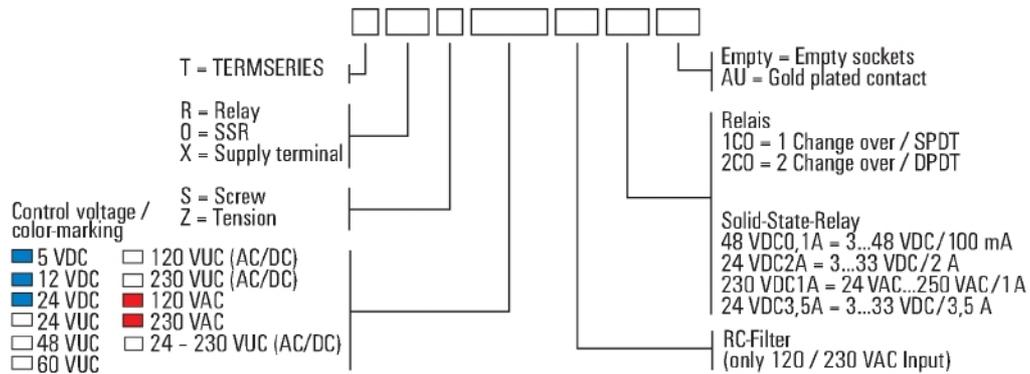 T = TERMSERIES
R = Relay
O = SSR
X = Supply terminal
S = Screw
Z = Tension
Control voltage /
color-marking
5 VDC
12 VDC
24 VDC
24 VUC
48 VUC
60 VUC
120 VUC (AC/DC)
230 VUC (AC/DC)
120 VAC
230 VAC
24 – 230 VUC (AC/DC)
Empty = Empty sockets
AU = Gold plated contact
Relais
1CO = 1 Change over / SPDT
2CO = 2 Change over / DPDT
Solid-State-Relay
48 VDC0,1A = 3...48 VDC/100 mA
24 VDC2A = 3...33 VDC/2 A
230 VDC1A = 24 VAC...250 VAC/1A
24 VDC3,5A = 3...33 VDC/3,5 A
RC-Filter
(only 120 / 230 VAC Input)